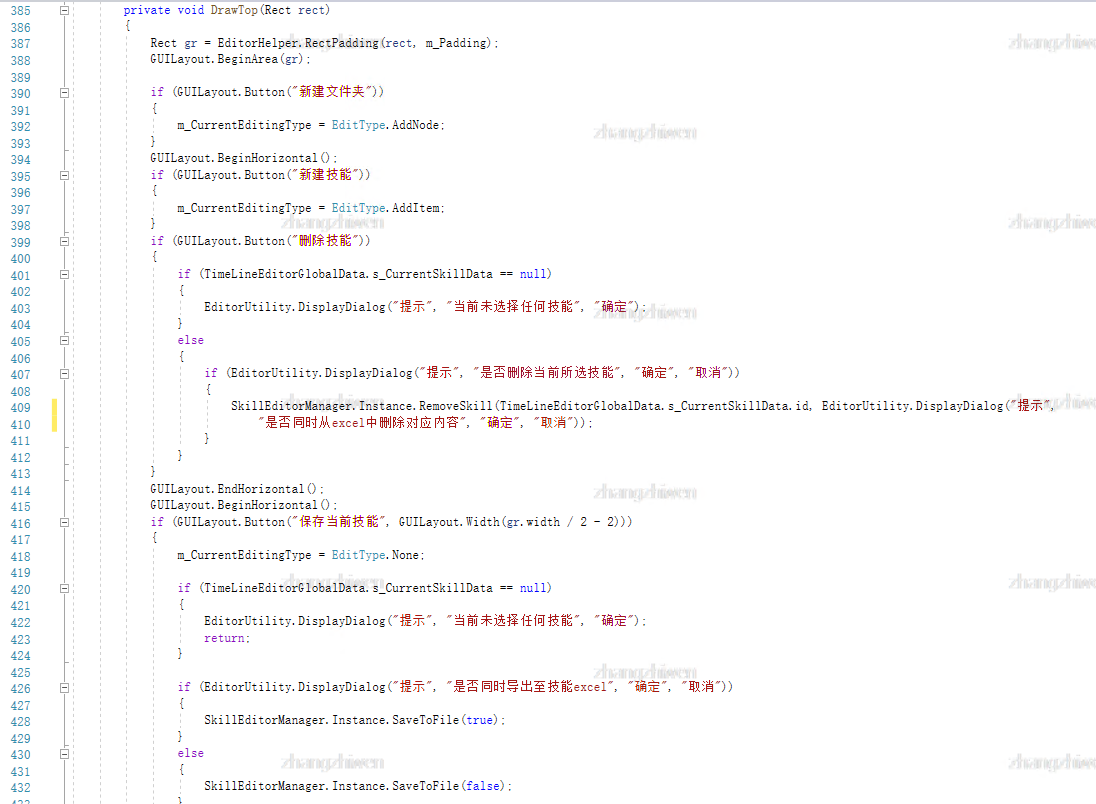 385 private void DrawTop(Rect rect)
386 {
387 Rect gr = EditorHelper.RectPadding(rect, m_Padding);
388 GUILayout.BeginArea(gr);
389
390 if (GUILayout.Button("新建文件夹"))
391 {
392 m_CurrentEditingType = EditType.AddNode;
393 }
394 GUILayout.BeginHorizontal();
395 if (GUILayout.Button("新建技能"))
396 {
397 m_CurrentEditingType = EditType.AddItem;
398 }
399 if (GUILayout.Button("删除技能"))
400 {
401 if (TimeLineEditorGlobalData.s_CurrentSkillData == null)
402 {
403 EditorUtility.DisplayDialog("提示", "当前未选择任何技能", "确定");
404 }
405 else
406 {
407 if (EditorUtility.DisplayDialog("提示", "是否删除当前所选技能", "确定", "取消"))
408 {
409 SkillEditorManager.Instance.RemoveSkill(TimeLineEditorGlobalData.s_CurrentSkillData.id, EditorUtility.DisplayDialog("提示",
410 "是否同时从excel中删除对应内容", "确定", "取消"));
411 }
412 }
413 }
414 GUILayout.EndHorizontal();
415 GUILayout.BeginHorizontal();
416 if (GUILayout.Button("保存当前技能", GUILayout.Width(gr.width / 2 - 2)))
417 {
418 m_CurrentEditingType = EditType.None;
419
420 if (TimeLineEditorGlobalData.s_CurrentSkillData == null)
421 {
422 EditorUtility.DisplayDialog("提示", "当前未选择任何技能", "确定");
423 return;
424 }
425
426 if (EditorUtility.DisplayDialog("提示", "是否同时导出至技能excel", "确定", "取消"))
427 {
428 SkillEditorManager.Instance.SaveToFile(true);
429 }
430 else
431 {
432 SkillEditorManager.Instance.SaveToFile(false);